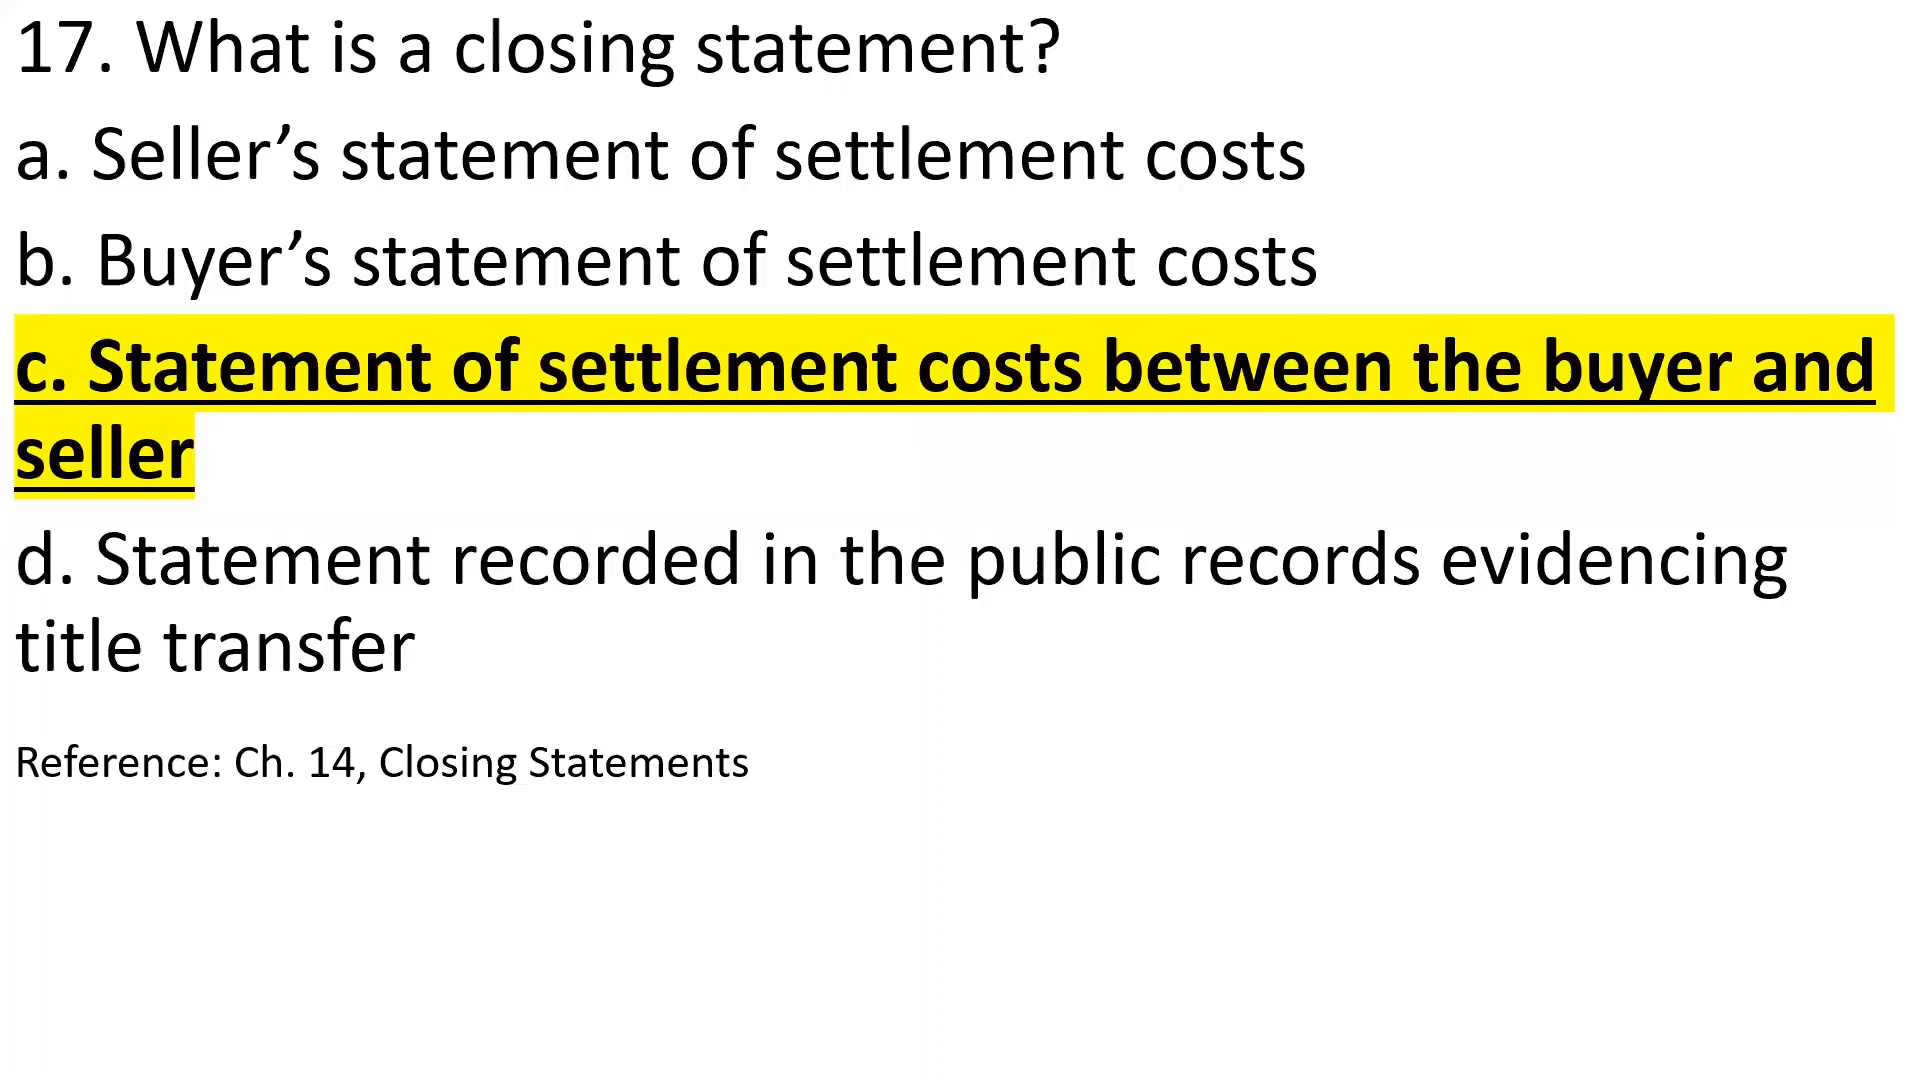 17. What is a closing statement?
a. Seller’s statement of settlement costs
b. Buyer’s statement of settlement costs
c. Statement of settlement costs between the buyer and
seller
d. Statement recorded in the public records evidencing
title transfer
Reference: Ch. 14, Closing Statements